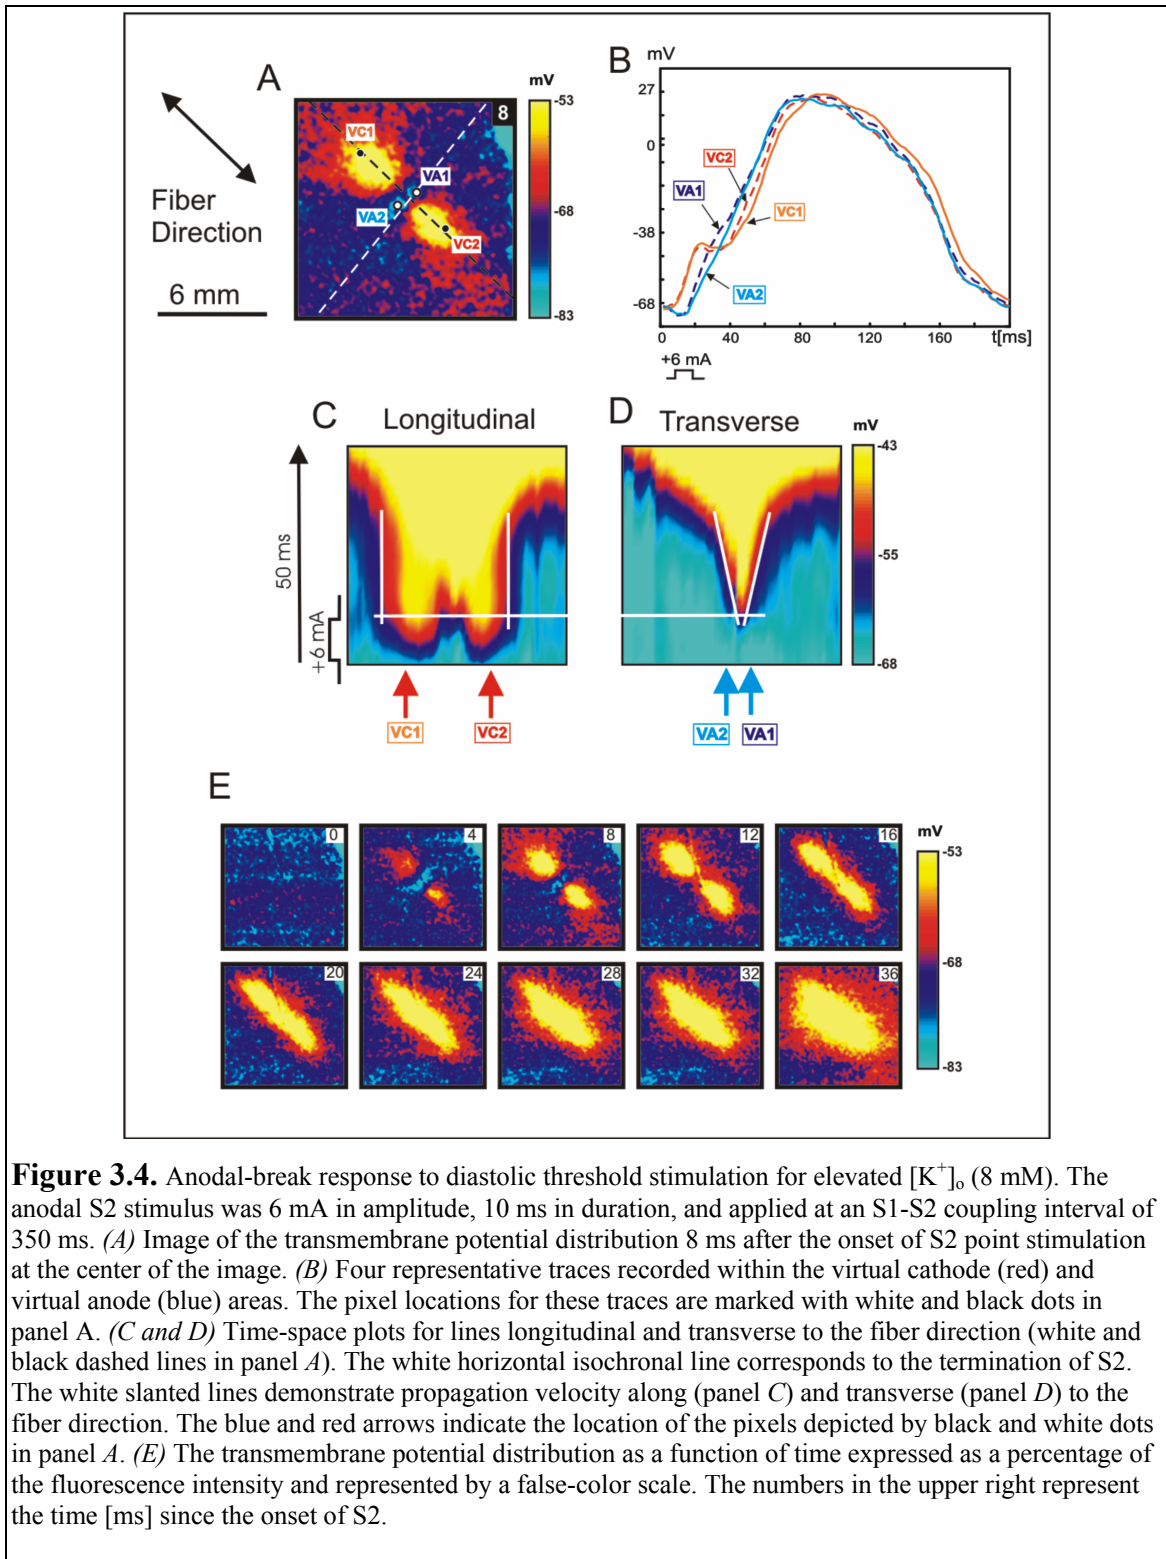 A
mV
-53
-68
-83
8
VC1
VA1
VA2
VC2
Fiber
Direction
6 mm
B
mV
27
0
-38
-68
VC2
VA1
VC1
VA2
0
40
80
120
160
t[ms]
+6 mA
C
Longitudinal
50 ms
+6 mA
VC1
VC2
D
Transverse
mV
-43
-55
-68
VA2
VA1
E
0
4
8
12
16
mV
-53
-68
-83
20
24
28
32
36
Figure 3.4. Anodal-break response to diastolic threshold stimulation for elevated [K⁺]ₒ (8 mM). The
anodal S2 stimulus was 6 mA in amplitude, 10 ms in duration, and applied at an S1-S2 coupling interval of
350 ms. (A) Image of the transmembrane potential distribution 8 ms after the onset of S2 point stimulation
at the center of the image. (B) Four representative traces recorded within the virtual cathode (red) and
virtual anode (blue) areas. The pixel locations for these traces are marked with white and black dots in
panel A. (C and D) Time-space plots for lines longitudinal and transverse to the fiber direction (white and
black dashed lines in panel A). The white horizontal isochronal line corresponds to the termination of S2.
The white slanted lines demonstrate propagation velocity along (panel C) and transverse (panel D) to the
fiber direction. The blue and red arrows indicate the location of the pixels depicted by black and white dots
in panel A. (E) The transmembrane potential distribution as a function of time expressed as a percentage of
the fluorescence intensity and represented by a false-color scale. The numbers in the upper right represent
the time [ms] since the onset of S2.